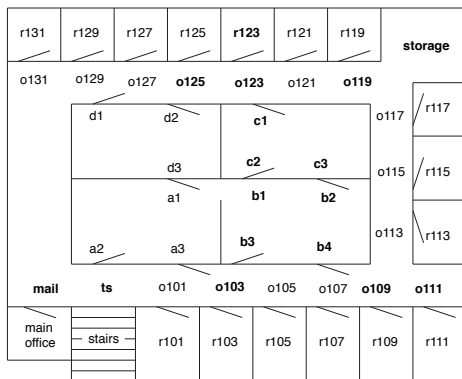 r131 r129 r127 r125 r123 r121 r119
storage
o131 o129 o127 o125 o123 o121 o119
d1 d2 c1 o117 r117
d3 c2 c3 o115 r115
a1 b1 b2
a2 a3 b3 b4 o113 r113
mail ts o101 o103 o105 o107 o109 o111
main
office
stairs r101 r103 r105 r107 r109 r111